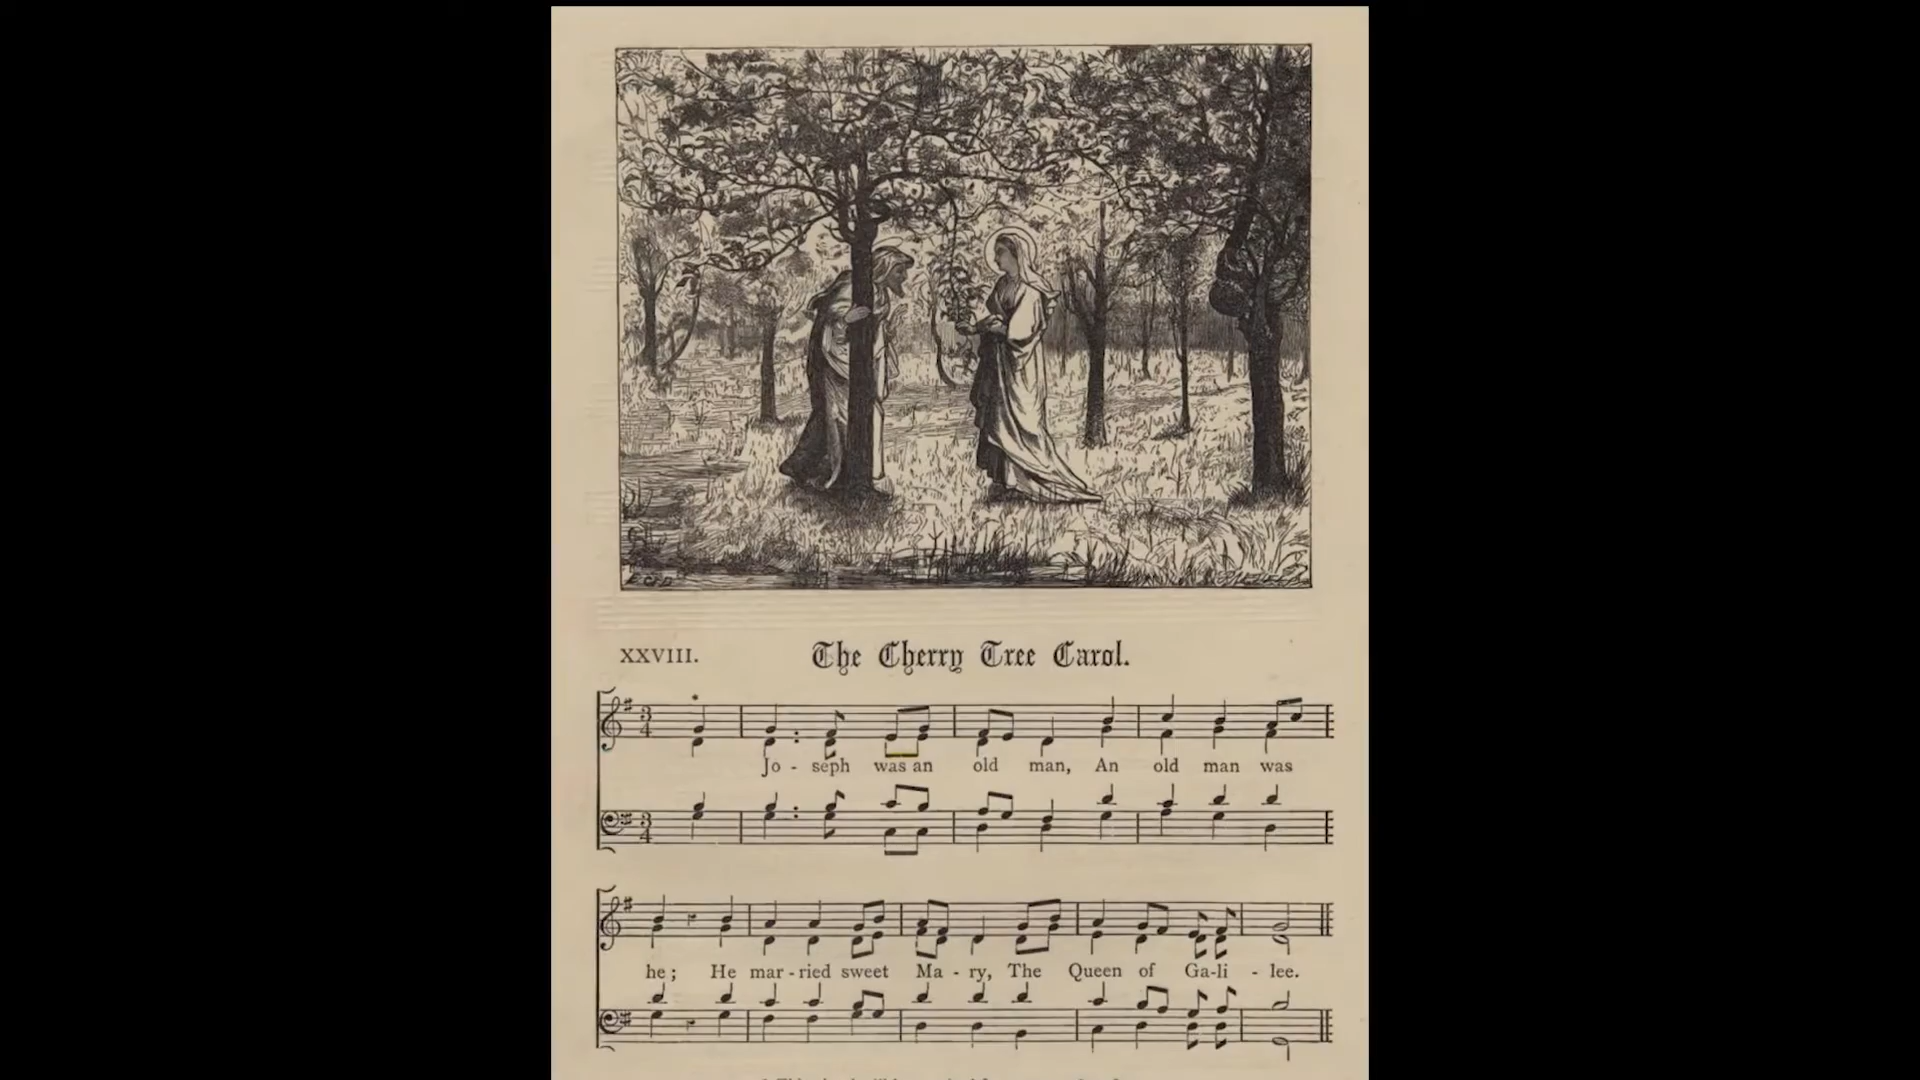 XXVIII. The Cherry Tree Carol.
Jo - seph was an old man, An old man was
he; He mar - ried sweet Ma - ry, The Queen of Ga-li - lee.